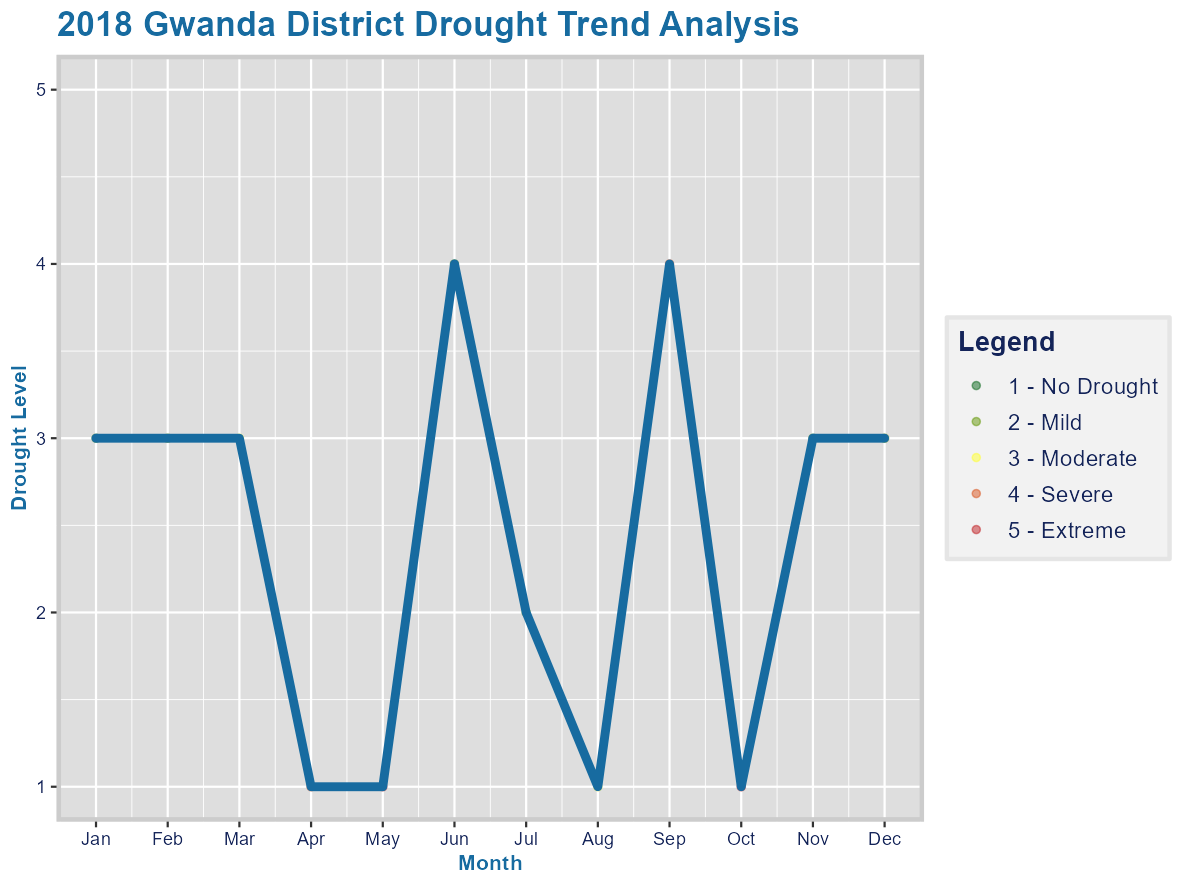 2018 Gwanda District Drought Trend Analysis
5
4
3
2
1
Drought Level
Jan Feb Mar Apr May Jun Jul Aug Sep Oct Nov Dec
Month
Legend
1 - No Drought
2 - Mild
3 - Moderate
4 - Severe
5 - Extreme